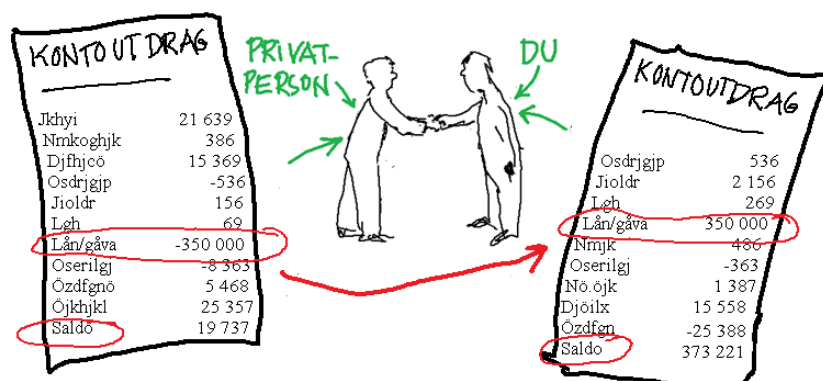 KONTOUTDRAG
Jkhyi 21 639
Nmkoghjk 386
Djfhjcö 15 369
Osdrjgjp -536
Jioldr 156
Lgh 69
Lån/gåva -350 000
Oserilgj -8 363
Özdfgnö 5 468
Öjkhjkl 25 357
Saldo 19 737
PRIVAT-
PERSON
DU
KONTOUTDRAG
Osdrjgjp 536
Jioldr 2 156
Lgh 269
Lån/gåva 350 000
Nmjk 486
Oserilgj -363
Nö.öjk 1 387
Djöilx 15 558
Özdfgn -25 388
Saldo 373 221